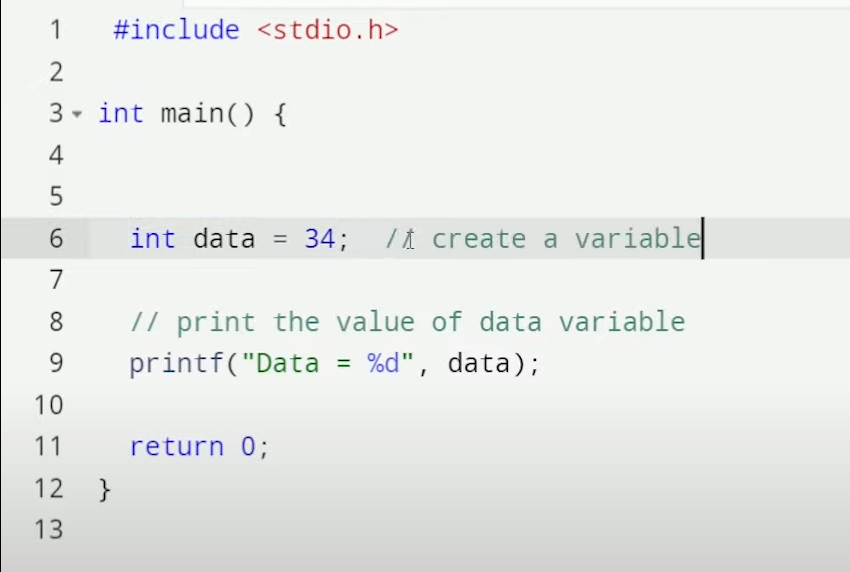 1 #include <stdio.h>
2
3 int main() {
4
5
6 int data = 34; // create a variable
7
8 // print the value of data variable
9 printf("Data = %d", data);
10
11 return 0;
12 }
13